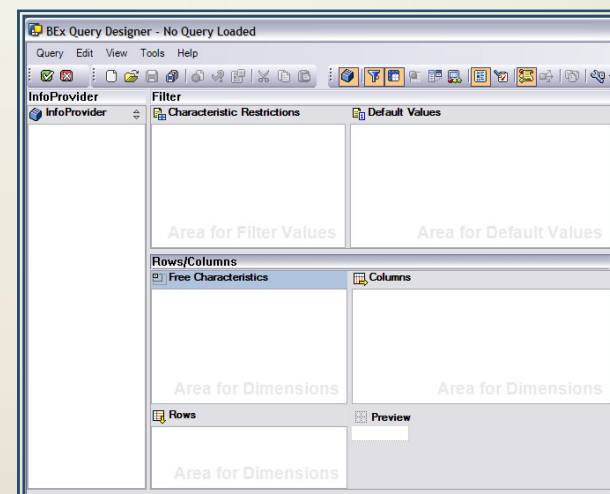 BEx Query Designer - No Query Loaded
Query Edit View Tools Help
InfoProvider Filter
InfoProvider Characteristic Restrictions Default Values
Area for Filter Values Area for Default Values
Rows/Columns
Free Characteristics Columns
Area for Dimensions Area for Dimensions
Rows Preview
Area for Dimensions